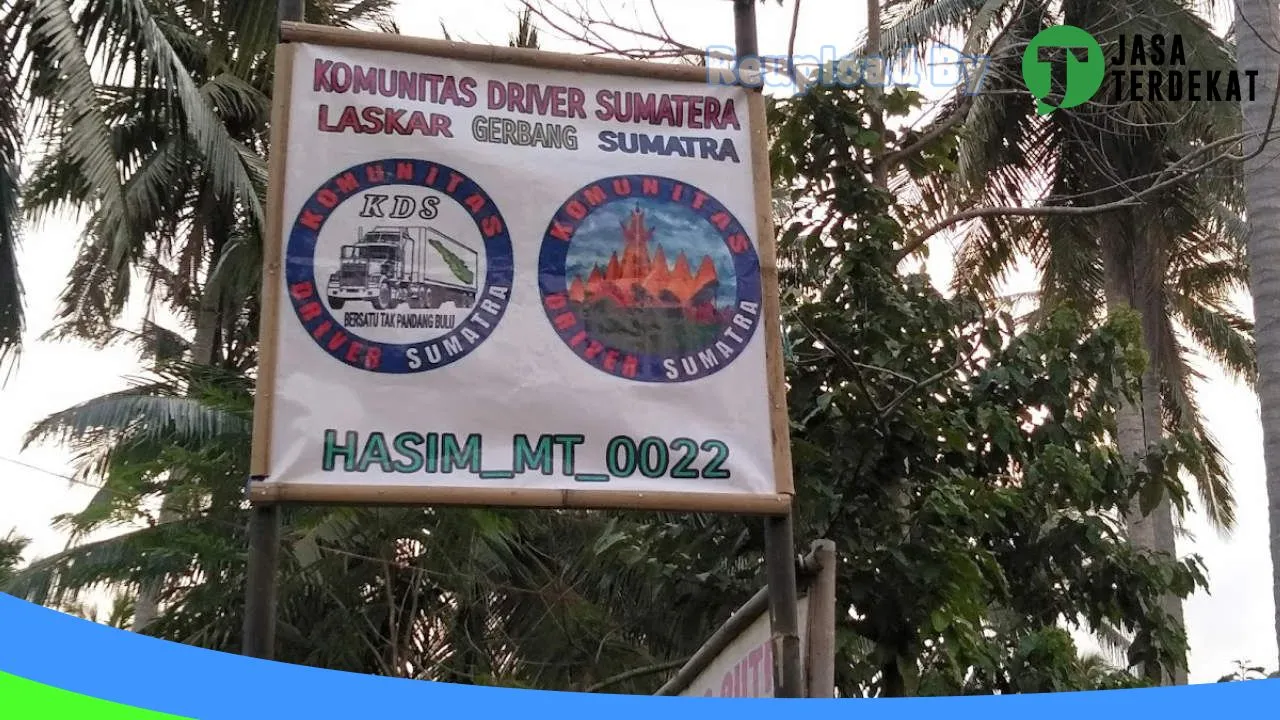 Reupload By
JASA
TERDEKAT
KOMUNITAS DRIVER SUMATERA
LASKAR GERBANG SUMATRA
KOMUNITAS
KDS
BERSATU TAK PANDANG BULU
DRIVER SUMATRA
KOMUNITAS
DRIVER SUMATRA
HASIM_MT_0022